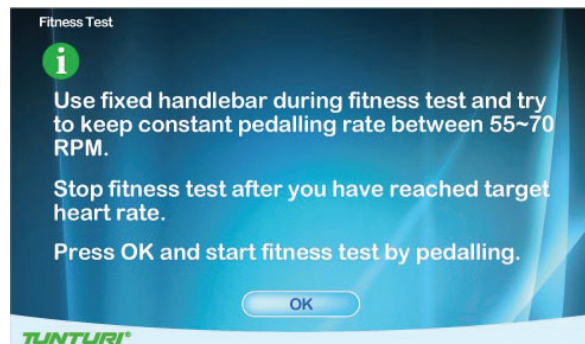 Fitness Test
i
Use fixed handlebar during fitness test and try
to keep constant pedalling rate between 55~70
RPM.
Stop fitness test after you have reached target
heart rate.
Press OK and start fitness test by pedalling.
OK
TUNTURI®